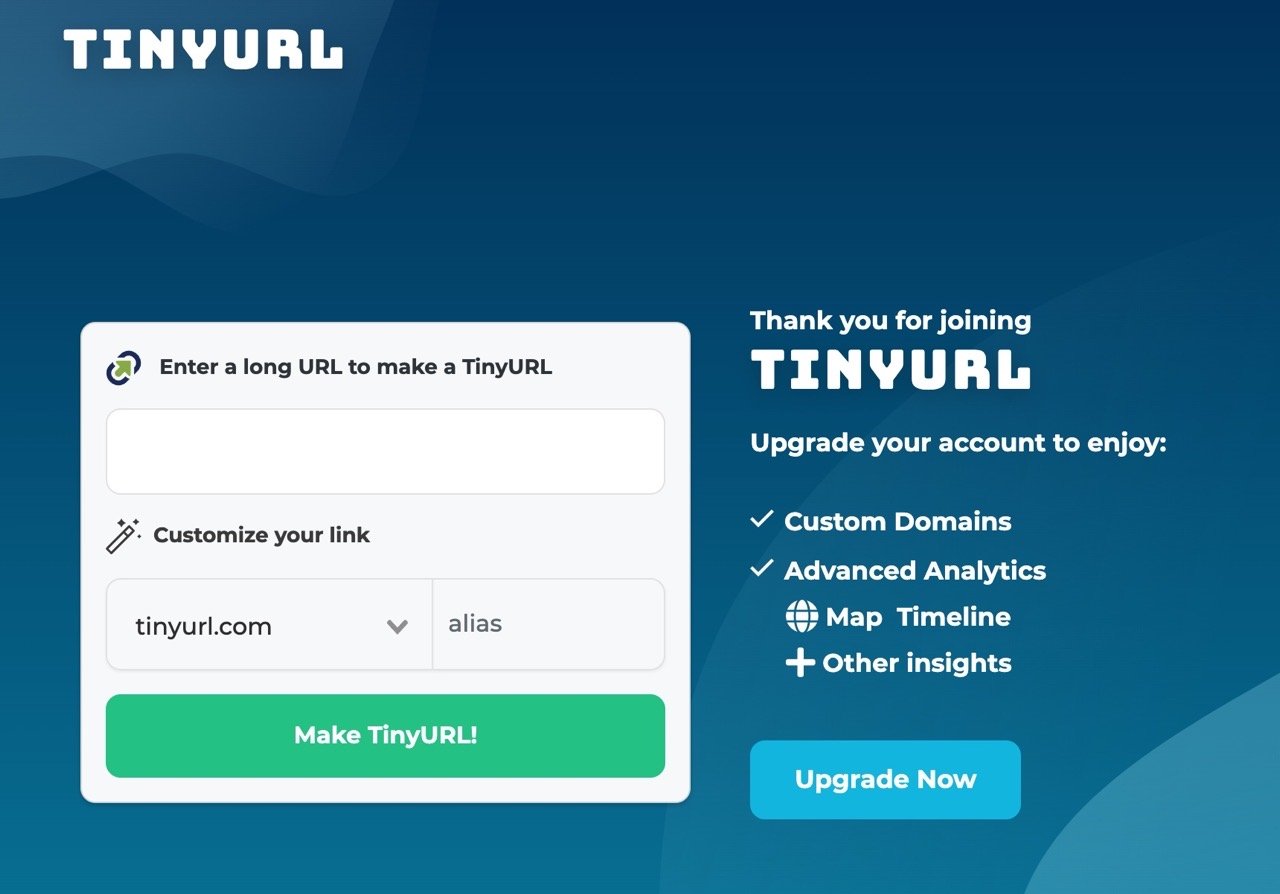 TINYURL
Enter a long URL to make a TinyURL
Customize your link
tinyurl.com
alias
Make TinyURL!
Thank you for joining
TINYURL
Upgrade your account to enjoy:
Custom Domains
Advanced Analytics
Map Timeline
Other insights
Upgrade Now